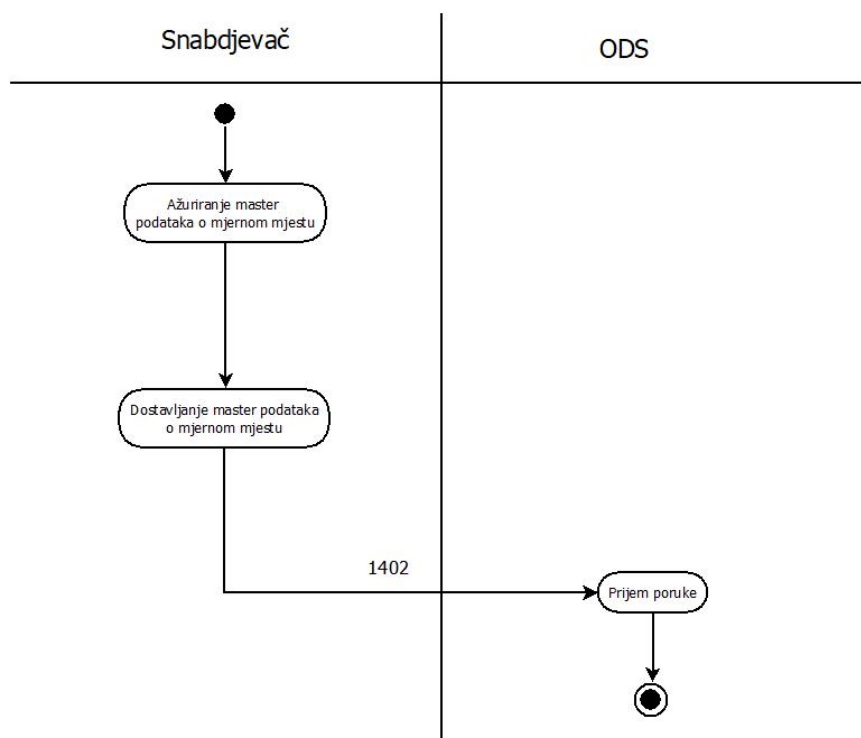 Snabdjevač
ODS
Ažuriranje master
podataka o mjernom mjestu
Dostavljanje master podataka
o mjernom mjestu
1402
Prijem poruke